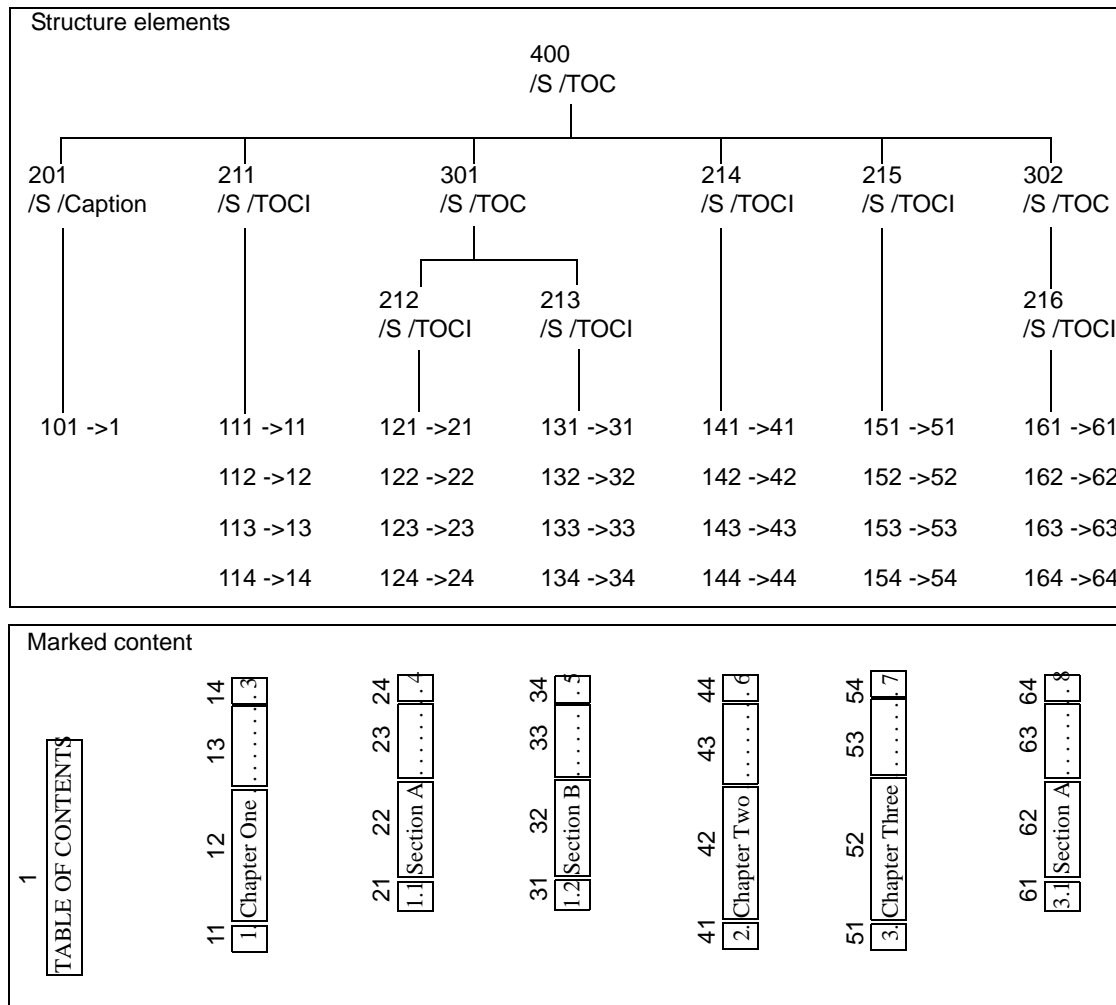 Structure elements
400
/S /TOC
201 211 301 214 215 302
/S /Caption /S /TOCI /S /TOC /S /TOCI /S /TOCI /S /TOC
212 213 216
/S /TOCI /S /TOCI /S /TOCI
101 ->1 111 ->11 121 ->21 131 ->31 141 ->41 151 ->51 161 ->61
112 ->12 122 ->22 132 ->32 142 ->42 152 ->52 162 ->62
113 ->13 123 ->23 133 ->33 143 ->43 153 ->53 163 ->63
114 ->14 124 ->24 134 ->34 144 ->44 154 ->54 164 ->64
Marked content
1
TABLE OF CONTENTS
11 12 13 14
1. Chapter One . . . . . . . . 3
21 22 23 24
1.1 Section A . . . . . . . 4
31 32 33 34
1.2 Section B . . . . . . 5
41 42 43 44
2. Chapter Two . . . . . . . . 6
51 52 53 54
3. Chapter Three . . . . . . 7
61 62 63 64
3.1 Section A . . . . . . . 8